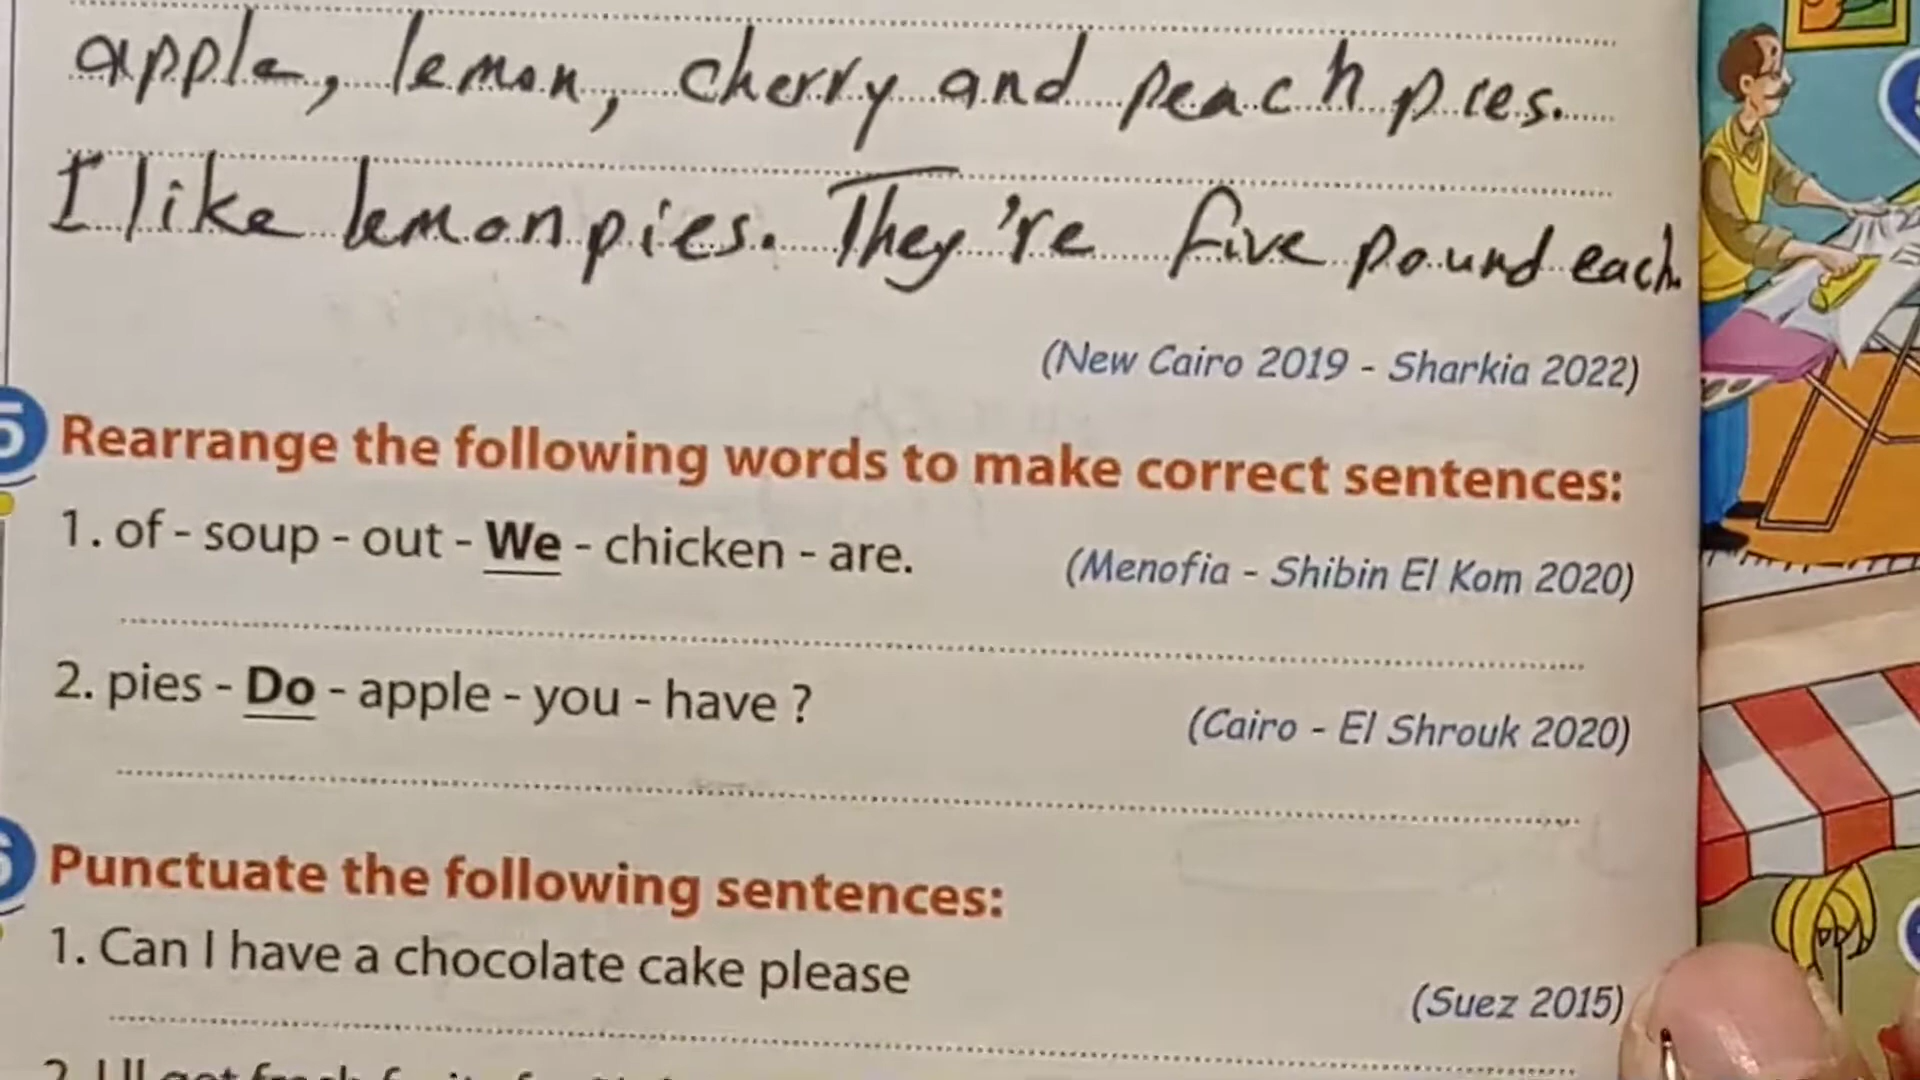 apple, lemon, cherry and peach pies.
I like lemon pies. They're five pound each.
(New Cairo 2019 - Sharkia 2022)
5 Rearrange the following words to make correct sentences:
1. of - soup - out - We - chicken - are. (Menofia - Shibin El Kom 2020)
2. pies - Do - apple - you - have ? (Cairo - El Shrouk 2020)
6 Punctuate the following sentences:
1. Can I have a chocolate cake please
(Suez 2015)